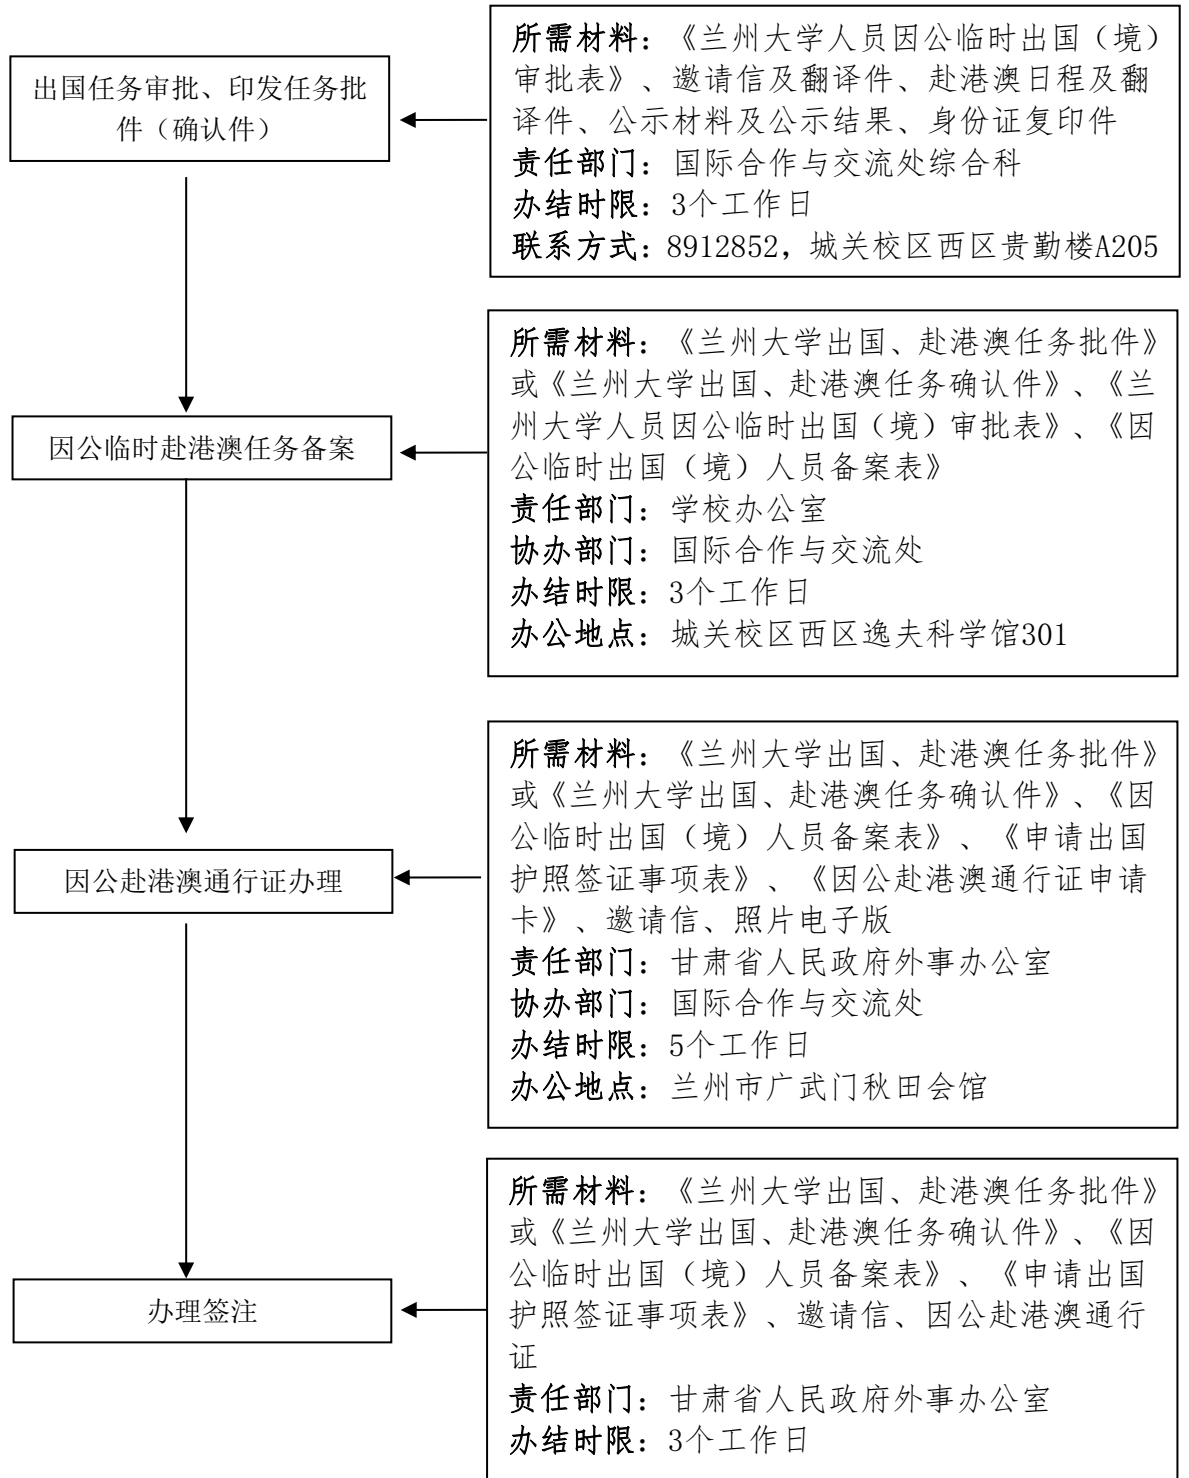 出国任务审批、印发任务批
件（确认件）
所需材料：《兰州大学人员因公临时出国（境）
审批表》、邀请信及翻译件、赴港澳日程及翻
译件、公示材料及公示结果、身份证复印件
责任部门：国际合作与交流处综合科
办结时限：3个工作日
联系方式：8912852，城关校区西区贵勤楼A205
因公临时赴港澳任务备案
所需材料：《兰州大学出国、赴港澳任务批件》
或《兰州大学出国、赴港澳任务确认件》、《兰
州大学人员因公临时出国（境）审批表》、《因
公临时出国（境）人员备案表》
责任部门：学校办公室
协办部门：国际合作与交流处
办结时限：3个工作日
办公地点：城关校区西区逸夫科学馆301
因公赴港澳通行证办理
所需材料：《兰州大学出国、赴港澳任务批件》
或《兰州大学出国、赴港澳任务确认件》、《因
公临时出国（境）人员备案表》、《申请出国
护照签证事项表》、《因公赴港澳通行证申请
卡》、邀请信、照片电子版
责任部门：甘肃省人民政府外事办公室
协办部门：国际合作与交流处
办结时限：5个工作日
办公地点：兰州市广武门秋田会馆
办理签注
所需材料：《兰州大学出国、赴港澳任务批件》
或《兰州大学出国、赴港澳任务确认件》、《因
公临时出国（境）人员备案表》、《申请出国
护照签证事项表》、邀请信、因公赴港澳通行
证
责任部门：甘肃省人民政府外事办公室
办结时限：3个工作日